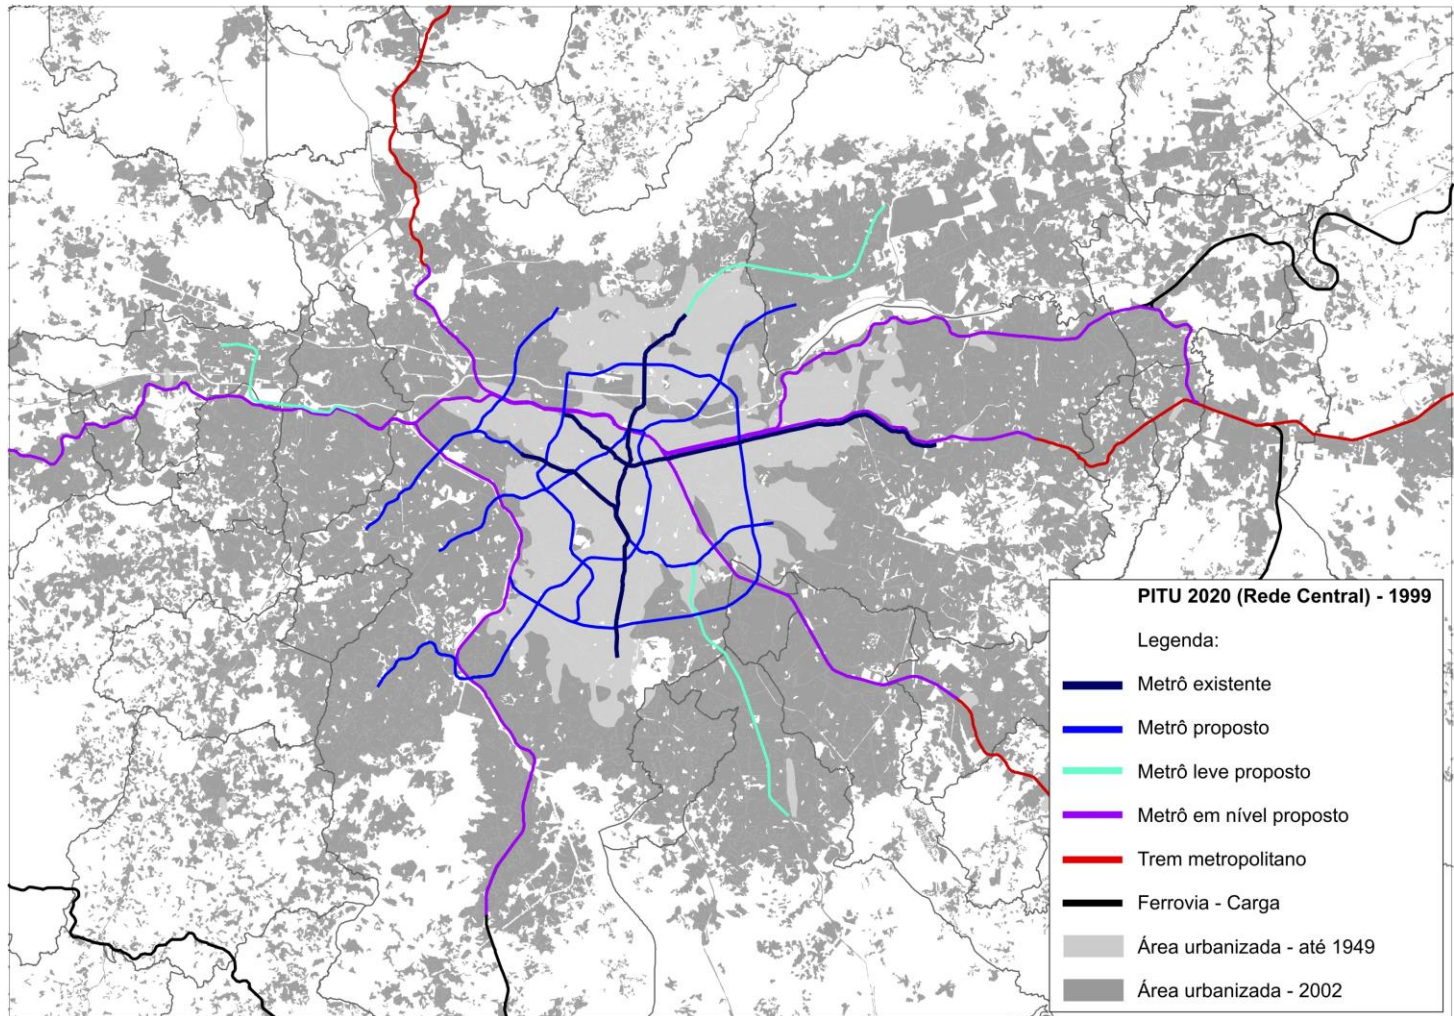 PITU 2020 (Rede Central) - 1999
Legenda:
Metrô existente
Metrô proposto
Metrô leve proposto
Metrô em nível proposto
Trem metropolitano
Ferrovia - Carga
Área urbanizada - até 1949
Área urbanizada - 2002